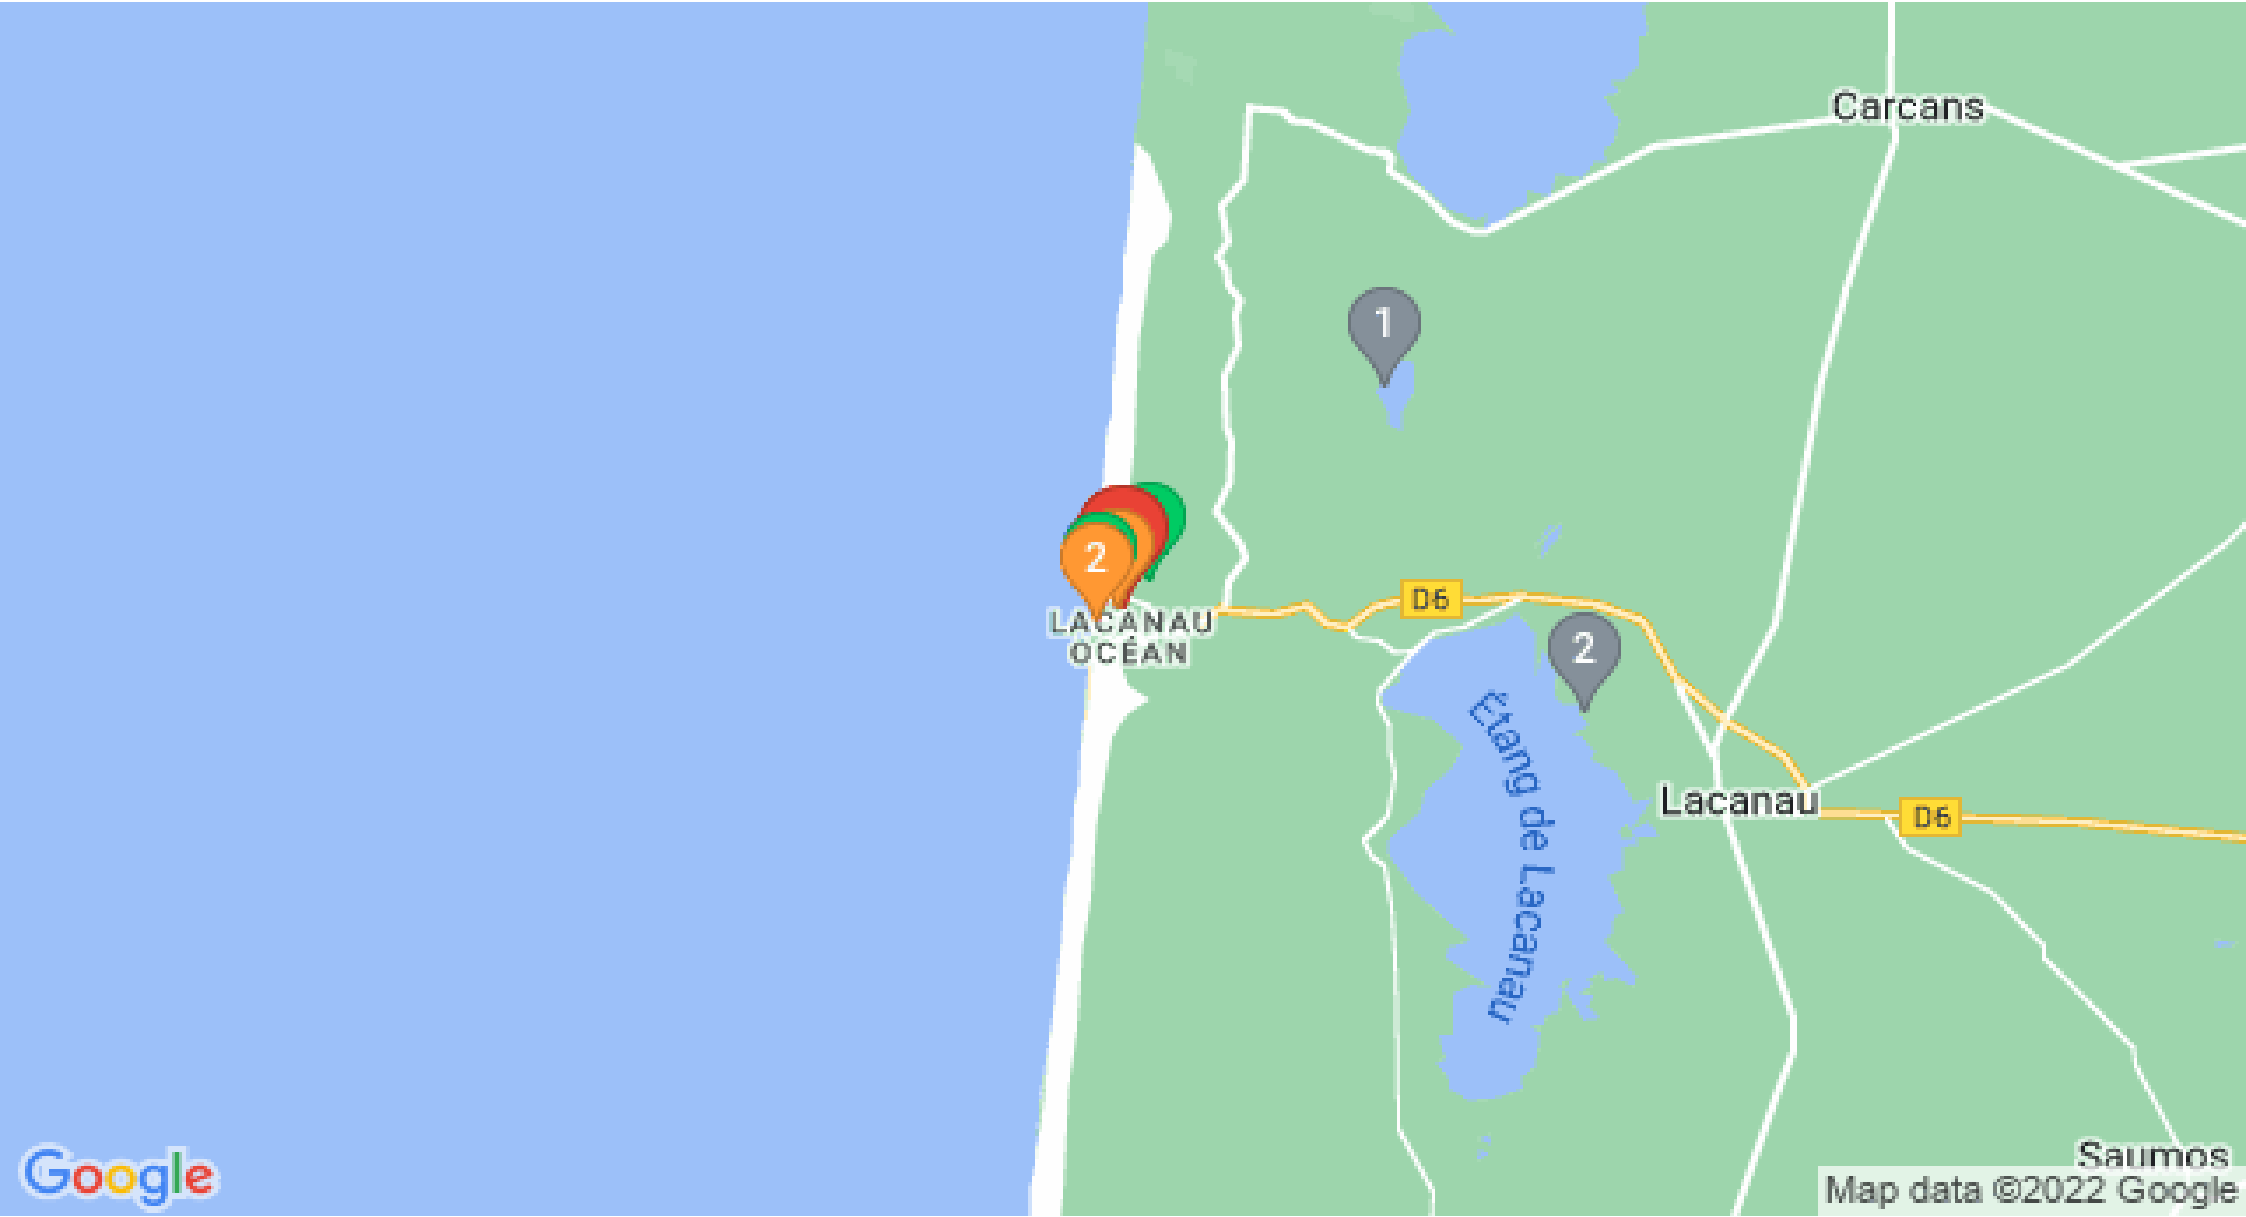 Carcans
1
2
LACANAU
OCÉAN
D6
2
Étang de Lacanau
Lacanau
D6
Saumos
Google
Map data ©2022 Google